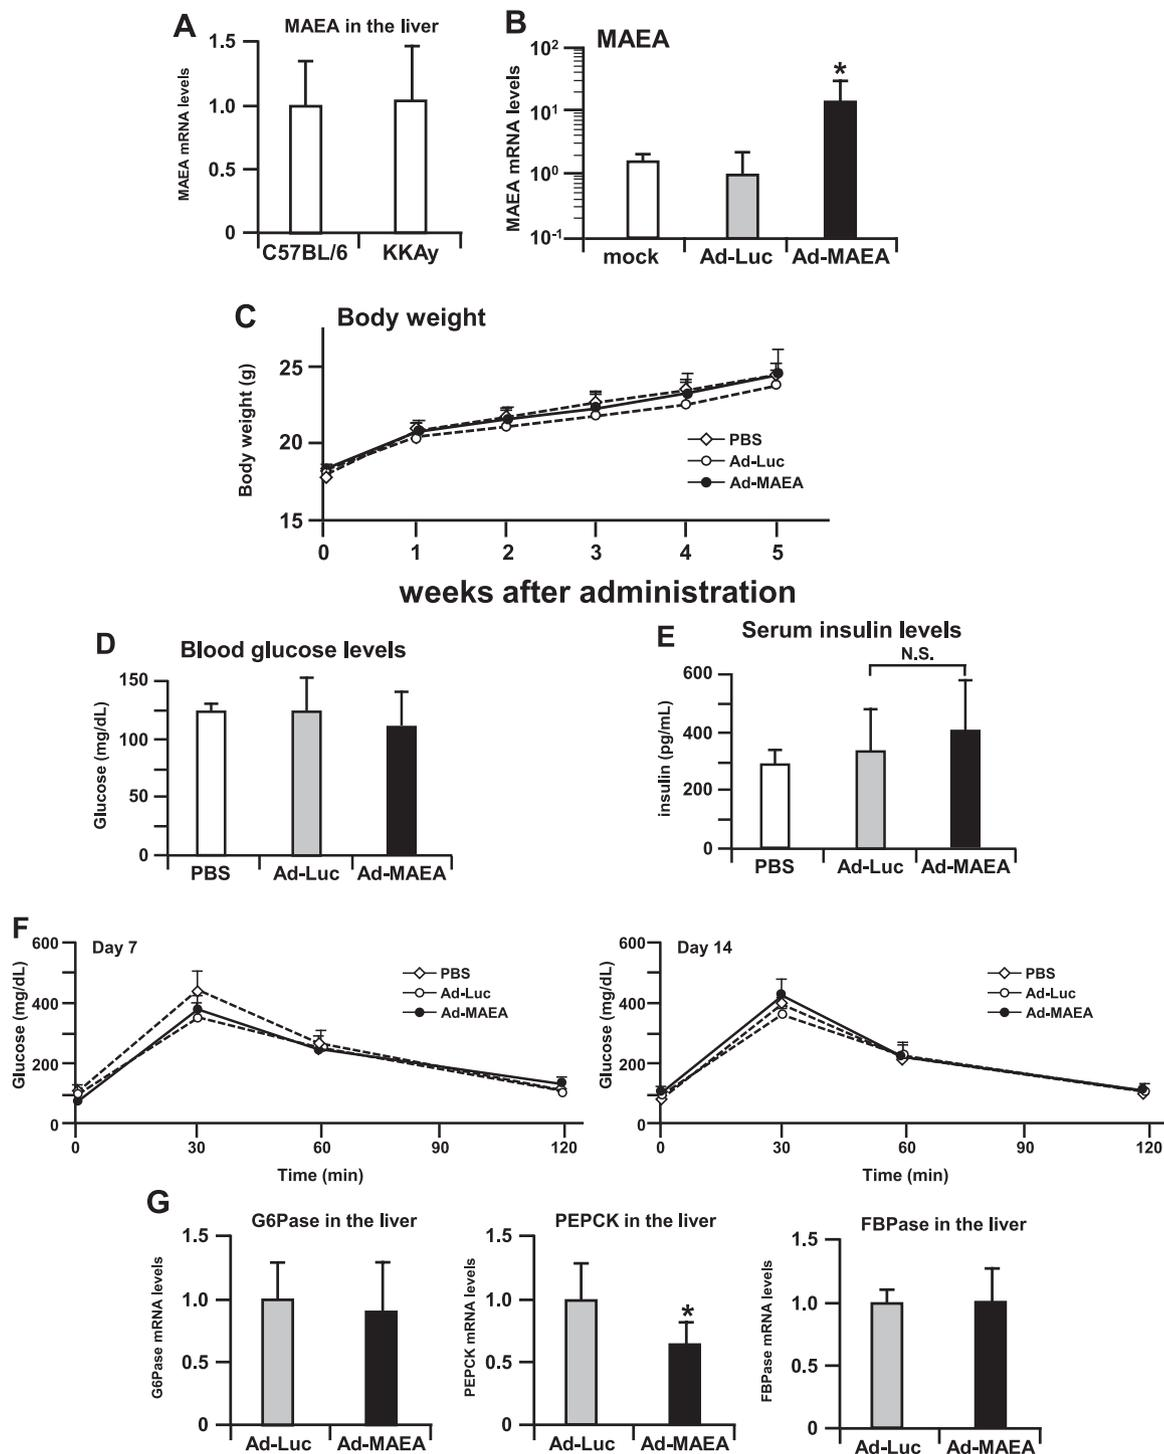 A
MAEA in the liver
MAEA mRNA levels
1.5
1.0
0.5
0
C57BL/6 KKAy
B
MAEA
MAEA mRNA levels
10²
10¹
10⁰
10⁻¹
*
mock Ad-Luc Ad-MAEA
C
Body weight
Body weight (g)
25
20
15
PBS
Ad-Luc
Ad-MAEA
0 1 2 3 4 5
weeks after administration
D
Blood glucose levels
Glucose (mg/dL)
150
100
50
0
PBS Ad-Luc Ad-MAEA
E
Serum insulin levels
N.S.
insulin (pg/mL)
600
400
200
0
PBS Ad-Luc Ad-MAEA
F
Day 7
Glucose (mg/dL)
600
400
200
0
PBS
Ad-Luc
Ad-MAEA
0 30 60 90 120
Time (min)
Day 14
Glucose (mg/dL)
600
400
200
0
PBS
Ad-Luc
Ad-MAEA
0 30 60 90 120
Time (min)
G
G6Pase in the liver
G6Pase mRNA levels
1.5
1.0
0.5
0
Ad-Luc Ad-MAEA
PEPCK in the liver
PEPCK mRNA levels
1.5
1.0
0.5
0
*
Ad-Luc Ad-MAEA
FBPase in the liver
FBPase mRNA levels
1.5
1.0
0.5
0
Ad-Luc Ad-MAEA